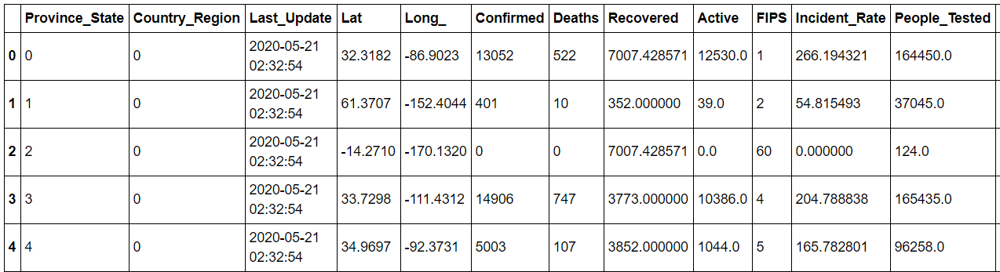 Province_State Country_Region Last_Update Lat Long_ Confirmed Deaths Recovered Active FIPS Incident_Rate People_Tested
0 0 0 2020-05-21 02:32:54 32.3182 -86.9023 13052 522 7007.428571 12530.0 1 266.194321 164450.0
1 1 0 2020-05-21 02:32:54 61.3707 -152.4044 401 10 352.000000 39.0 2 54.815493 37045.0
2 2 0 2020-05-21 02:32:54 -14.2710 -170.1320 0 0 7007.428571 0.0 60 0.000000 124.0
3 3 0 2020-05-21 02:32:54 33.7298 -111.4312 14906 747 3773.000000 10386.0 4 204.788838 165435.0
4 4 0 2020-05-21 02:32:54 34.9697 -92.3731 5003 107 3852.000000 1044.0 5 165.782801 96258.0